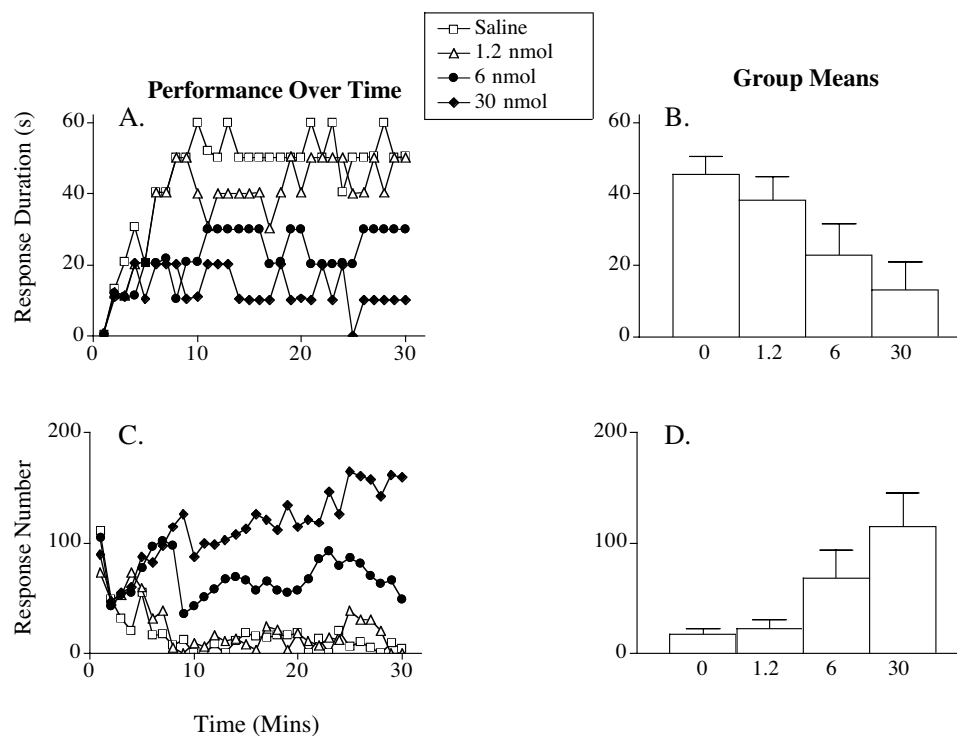 Saline
1.2 nmol
6 nmol
30 nmol
Performance Over Time
Group Means
A.
B.
Response Duration (s)
60
40
20
0
0 10 20 30
60
40
20
0
0 1.2 6 30
C.
D.
Response Number
200
100
0
0 10 20 30
200
100
0
0 1.2 6 30
Time (Mins)